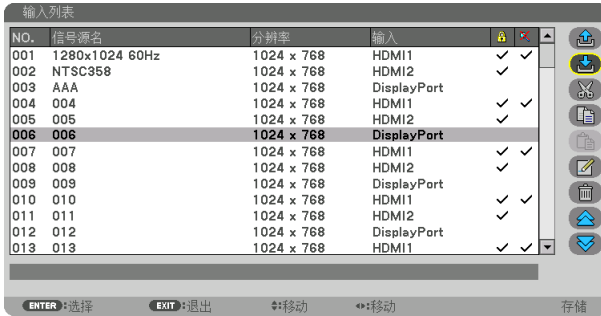 输入列表
NO. 信号源名 分辨率 输入
001 1280x1024 60Hz 1024 x 768 HDMI1 ✓ ✓
002 NTSC358 1024 x 768 HDMI2 ✓
003 AAA 1024 x 768 DisplayPort
004 004 1024 x 768 HDMI1 ✓ ✓
005 005 1024 x 768 HDMI2 ✓
006 006 1024 x 768 DisplayPort
007 007 1024 x 768 HDMI1 ✓ ✓
008 008 1024 x 768 HDMI2 ✓
009 009 1024 x 768 DisplayPort
010 010 1024 x 768 HDMI1 ✓ ✓
011 011 1024 x 768 HDMI2 ✓
012 012 1024 x 768 DisplayPort
013 013 1024 x 768 HDMI1 ✓ ✓
ENTER:选择 EXIT:退出 :移动 :移动 存储